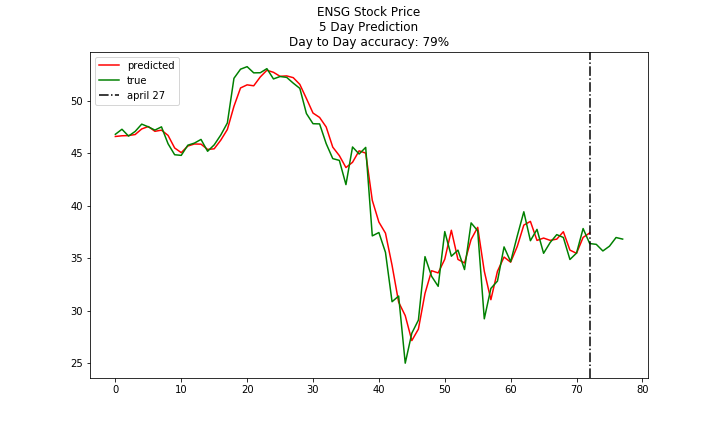 ENSG Stock Price
5 Day Prediction
Day to Day accuracy: 79%
predicted
true
april 27
50
45
40
35
30
25
0 10 20 30 40 50 60 70 80